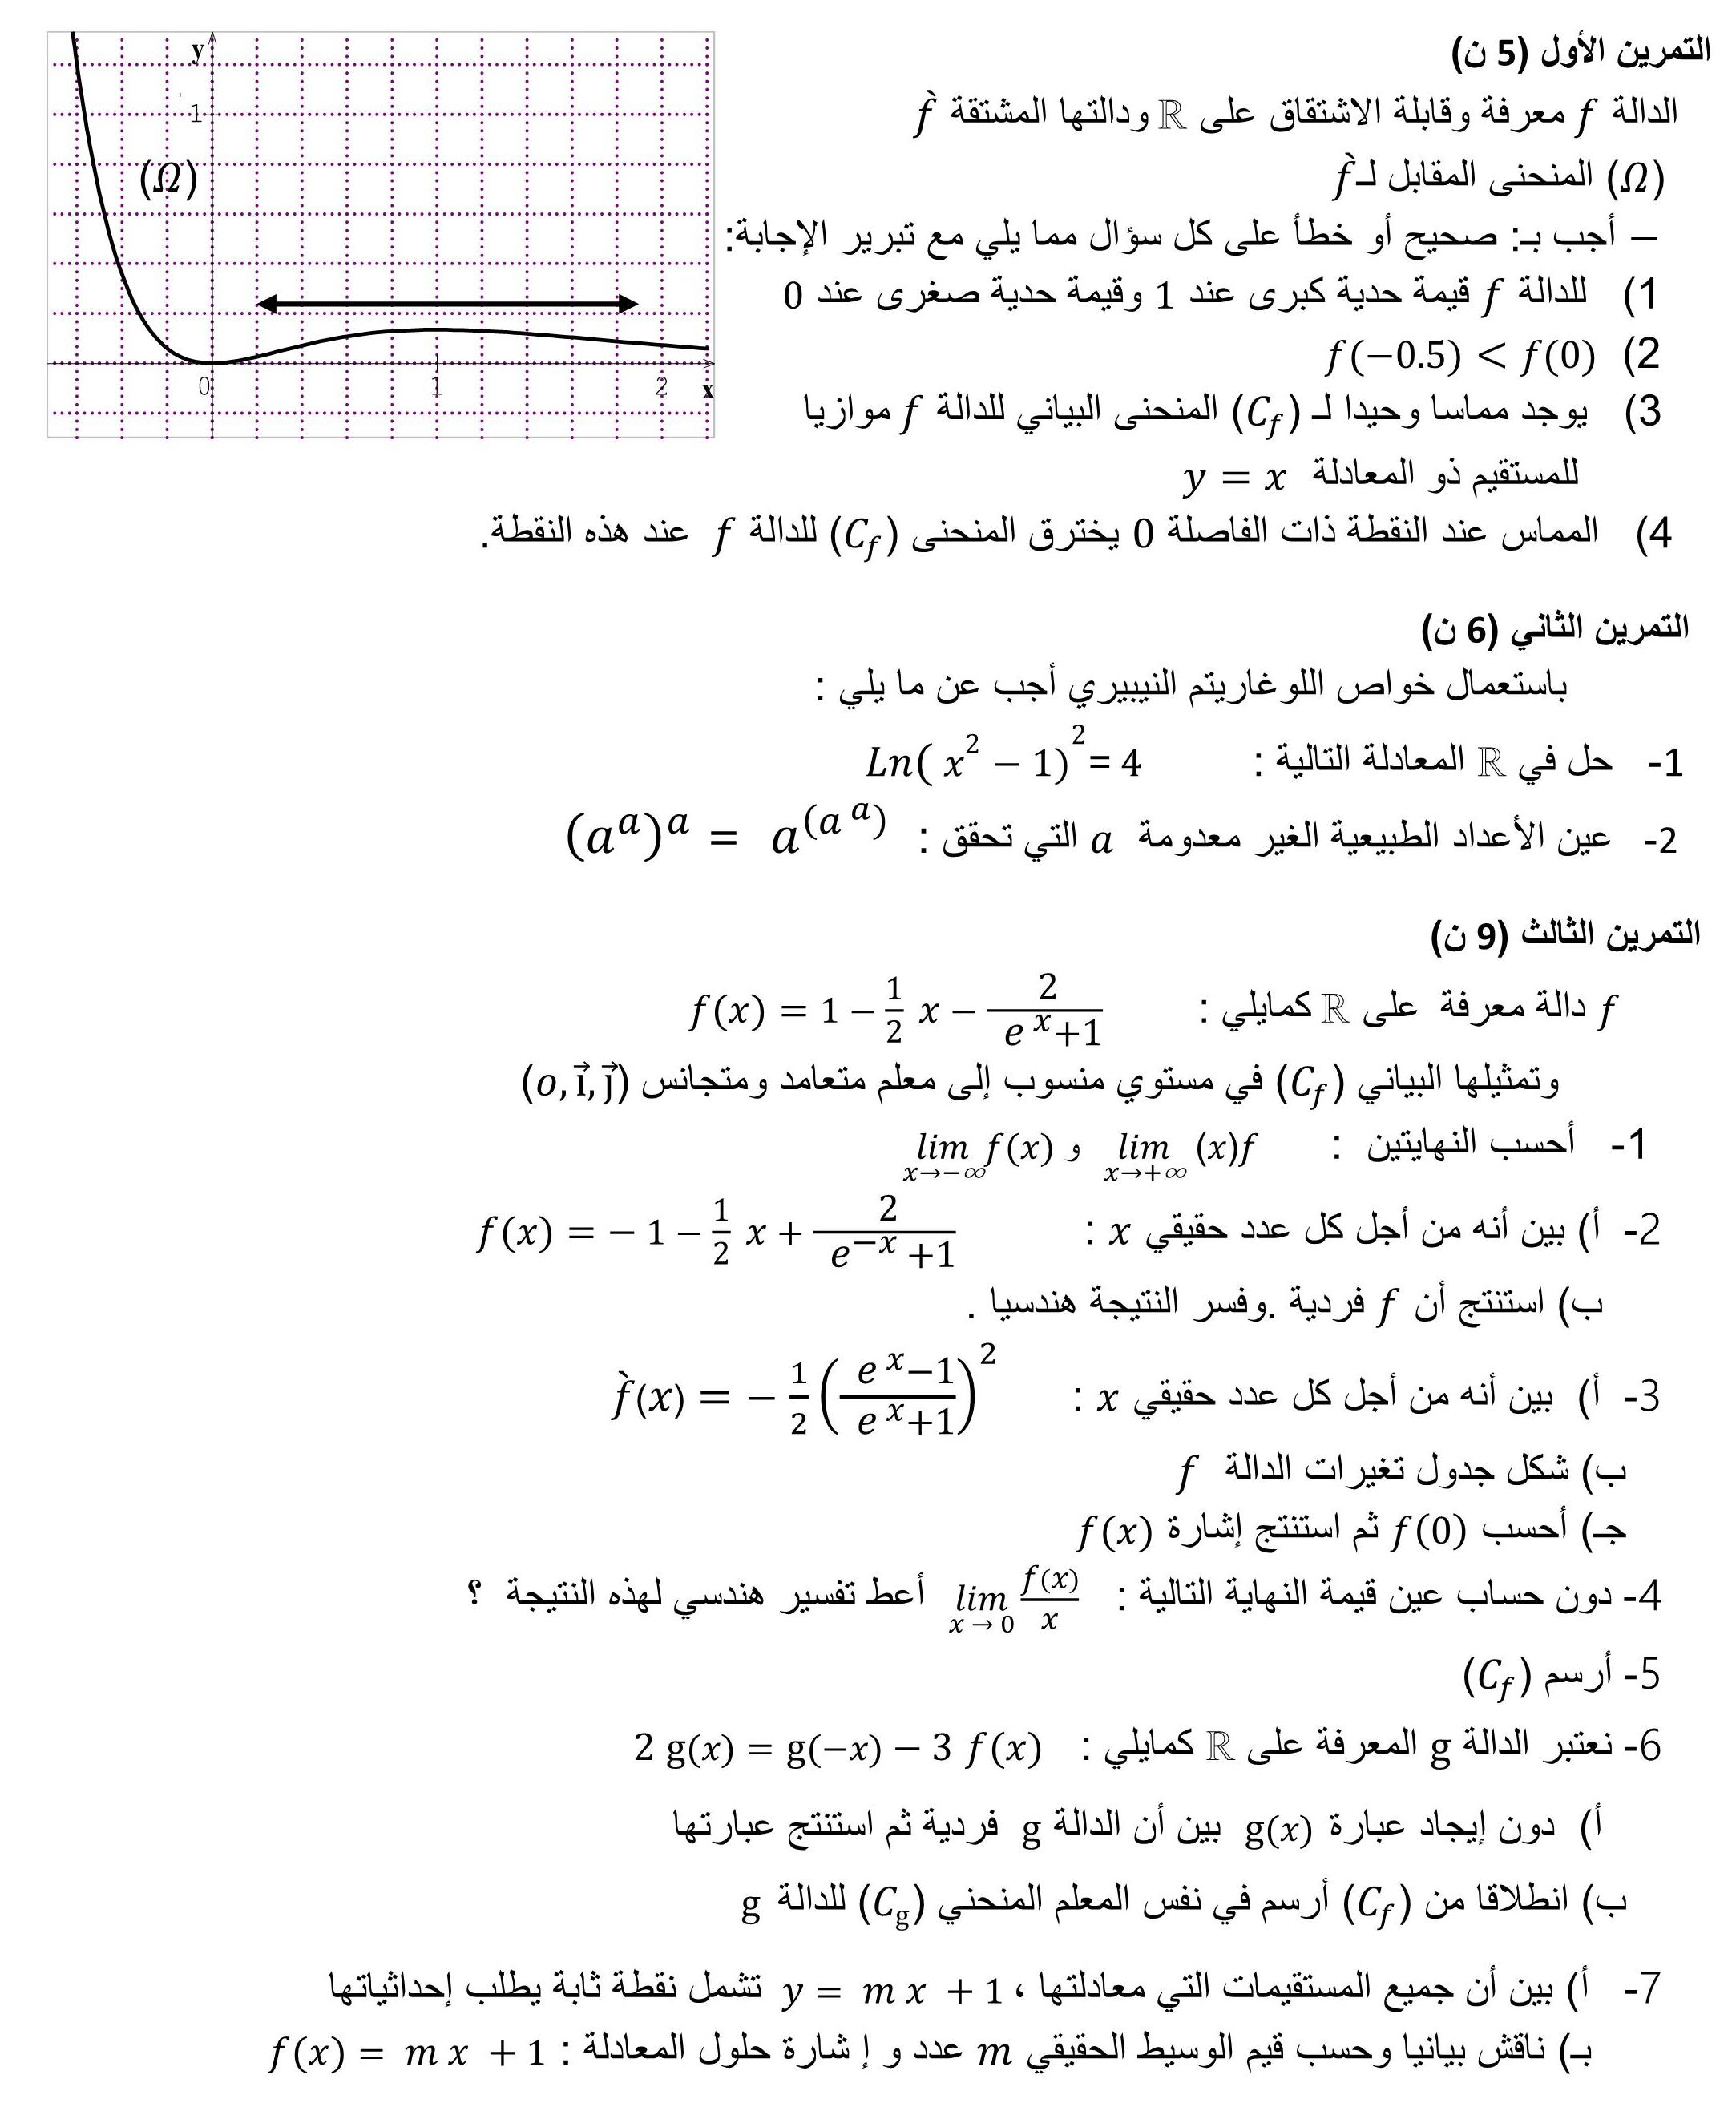 التمرين الأول (5 ن)
الدالة f معرفة وقابلة الاشتقاق على ℝ ودالتها المشتقة f̀
(Ω) المنحنى المقابل لـ f̀
– أجب بـ: صحيح أو خطأ على كل سؤال مما يلي مع تبرير الإجابة:
1) للدالة f قيمة حدية كبرى عند 1 وقيمة حدية صغرى عند 0
2) f(−0.5) < f(0)
3) يوجد مماسا وحيدا لـ (C_f) المنحنى البياني للدالة f موازيا
للمستقيم ذو المعادلة y = x
4) المماس عند النقطة ذات الفاصلة 0 يخترق المنحنى (C_f) للدالة f عند هذه النقطة.
y
1
(Ω)
0 1 2 x
التمرين الثاني (6 ن)
باستعمال خواص اللوغاريتم النيبيري أجب عن ما يلي :
1- حل في ℝ المعادلة التالية : Ln( x² − 1)² = 4
2- عين الأعداد الطبيعية الغير معدومة a التي تحقق : (a^a)^a = a^(a^a)
التمرين الثالث (9 ن)
f دالة معرفة على ℝ كمايلي : f(x) = 1 − 1/2 x − 2/(e^x+1)
وتمثيلها البياني (C_f) في مستوي منسوب إلى معلم متعامد ومتجانس (o, i⃗, j⃗)
1- أحسب النهايتين : lim x→+∞ (x)f و lim x→−∞ f(x)
2- أ) بين أنه من أجل كل عدد حقيقي x : f(x) = − 1 − 1/2 x + 2/(e^−x +1)
ب) استنتج أن f فردية .وفسر النتيجة هندسيا .
3- أ) بين أنه من أجل كل عدد حقيقي x : f̀(x) = − 1/2 ((e^x−1)/(e^x+1))²
ب) شكل جدول تغيرات الدالة f
جـ) أحسب f(0) ثم استنتج إشارة f(x)
4- دون حساب عين قيمة النهاية التالية : lim x→0 f(x)/x أعط تفسير هندسي لهذه النتيجة ؟
5- أرسم (C_f)
6- نعتبر الدالة g المعرفة على ℝ كمايلي : 2 g(x) = g(−x) − 3 f(x)
أ) دون إيجاد عبارة g(x) بين أن الدالة g فردية ثم استنتج عبارتها
ب) انطلاقا من (C_f) أرسم في نفس المعلم المنحني (C_g) للدالة g
7- أ) بين أن جميع المستقيمات التي معادلتها ، y = m x + 1 تشمل نقطة ثابة يطلب إحداثياتها
بـ) ناقش بيانيا وحسب قيم الوسيط الحقيقي m عدد و إ شارة حلول المعادلة : f(x) = m x + 1